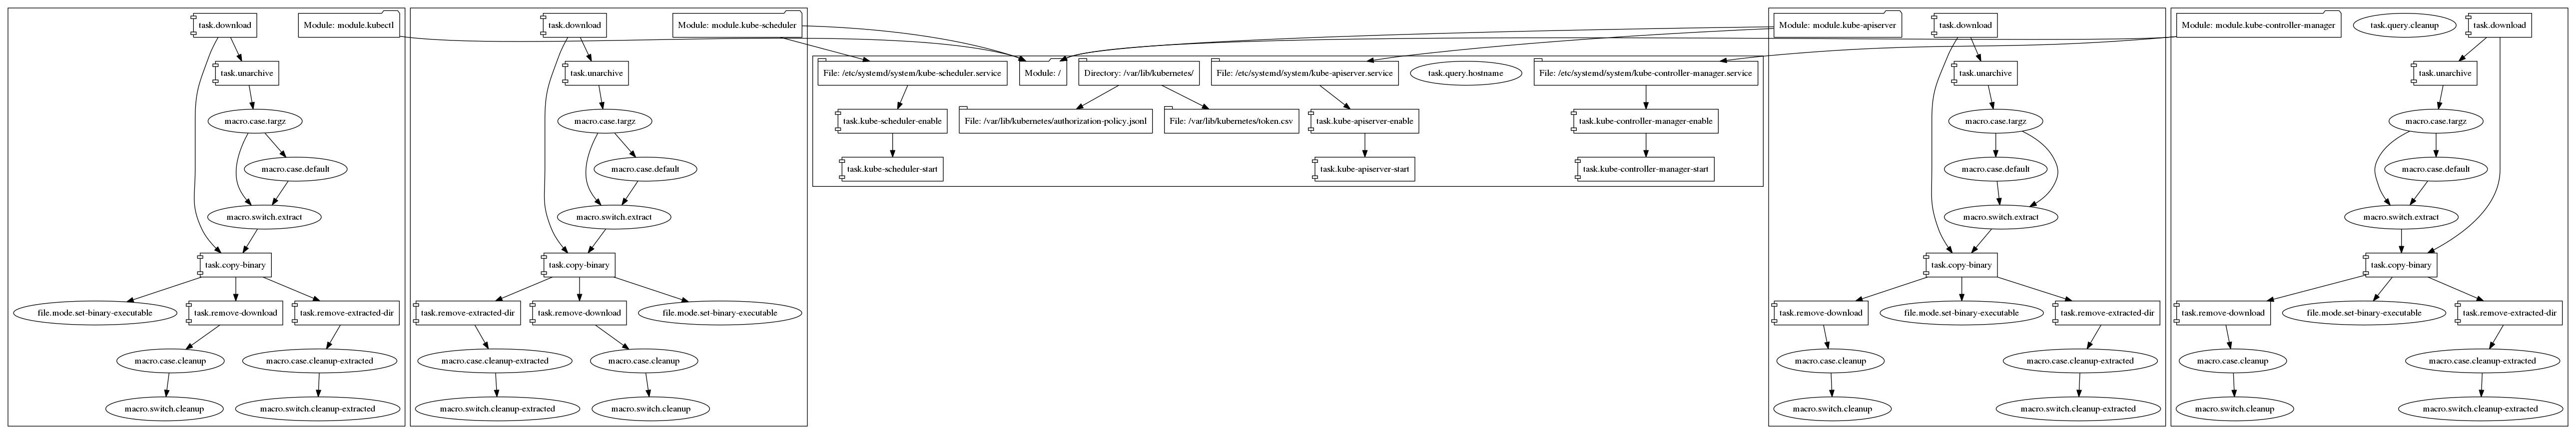 task.download
Module: module.kubectl
task.unarchive
macro.case.targz
macro.case.default
macro.switch.extract
task.copy-binary
file.mode.set-binary-executable
task.remove-download
task.remove-extracted-dir
macro.case.cleanup
macro.case.cleanup-extracted
macro.switch.cleanup
macro.switch.cleanup-extracted
task.download
Module: module.kube-scheduler
task.unarchive
macro.case.targz
macro.case.default
macro.switch.extract
task.copy-binary
task.remove-extracted-dir
task.remove-download
file.mode.set-binary-executable
macro.case.cleanup-extracted
macro.case.cleanup
macro.switch.cleanup-extracted
macro.switch.cleanup
File: /etc/systemd/system/kube-scheduler.service
Module: /
Directory: /var/lib/kubernetes/
File: /etc/systemd/system/kube-apiserver.service
task.query.hostname
File: /etc/systemd/system/kube-controller-manager.service
task.kube-scheduler-enable
File: /var/lib/kubernetes/authorization-policy.jsonl
File: /var/lib/kubernetes/token.csv
task.kube-apiserver-enable
task.kube-controller-manager-enable
task.kube-scheduler-start
task.kube-apiserver-start
task.kube-controller-manager-start
Module: module.kube-apiserver
task.download
task.unarchive
macro.case.targz
macro.case.default
macro.switch.extract
task.copy-binary
task.remove-download
file.mode.set-binary-executable
task.remove-extracted-dir
macro.case.cleanup
macro.case.cleanup-extracted
macro.switch.cleanup
macro.switch.cleanup-extracted
Module: module.kube-controller-manager
task.query.cleanup
task.download
task.unarchive
macro.case.targz
macro.case.default
macro.switch.extract
task.copy-binary
task.remove-download
file.mode.set-binary-executable
task.remove-extracted-dir
macro.case.cleanup
macro.case.cleanup-extracted
macro.switch.cleanup
macro.switch.cleanup-extracted